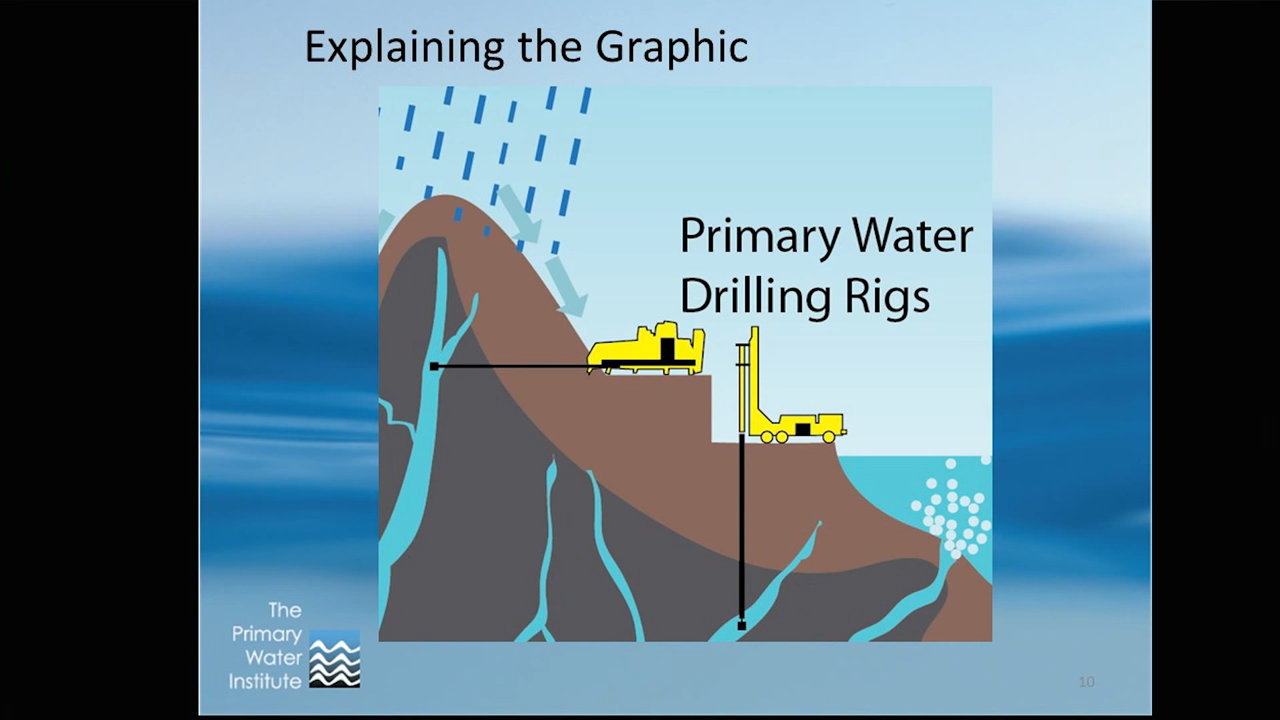 Explaining the Graphic
Primary Water
Drilling Rigs
The
Primary
Water
Institute
10